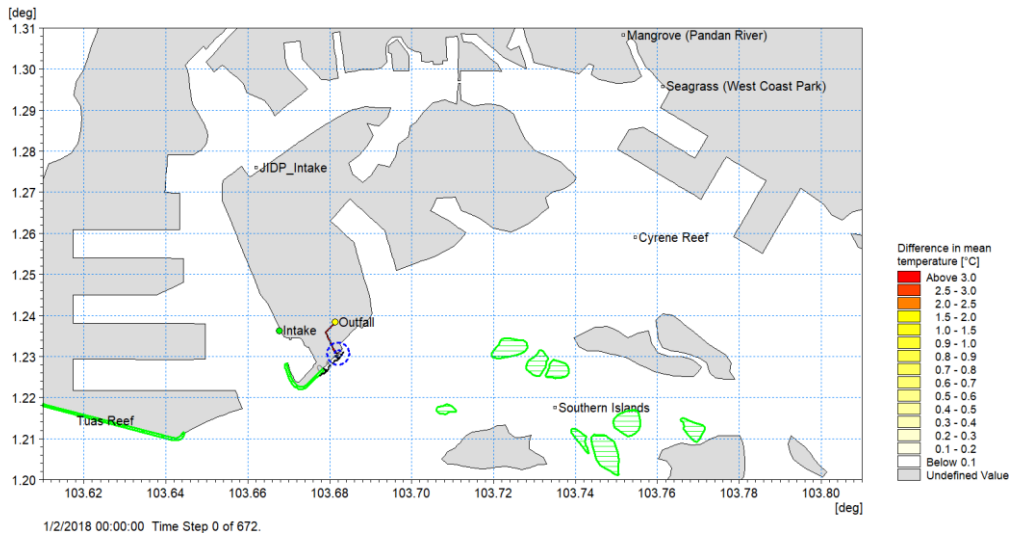 [deg]
1.31
Mangrove (Pandan River)
1.30
Seagrass (West Coast Park)
1.29
1.28
JIDP_Intake
1.27
1.26
Cyrene Reef
1.25
1.24
Outfall
Intake
1.23
1.22
Southern Islands
Tuas Reef
1.21
1.20
103.62 103.64 103.66 103.68 103.70 103.72 103.74 103.76 103.78 103.80
[deg]
1/2/2018 00:00:00 Time Step 0 of 672.
Difference in mean
temperature [°C]
Above 3.0
2.5 - 3.0
2.0 - 2.5
1.5 - 2.0
1.0 - 1.5
0.9 - 1.0
0.8 - 0.9
0.7 - 0.8
0.6 - 0.7
0.5 - 0.6
0.4 - 0.5
0.3 - 0.4
0.2 - 0.3
0.1 - 0.2
Below 0.1
Undefined Value